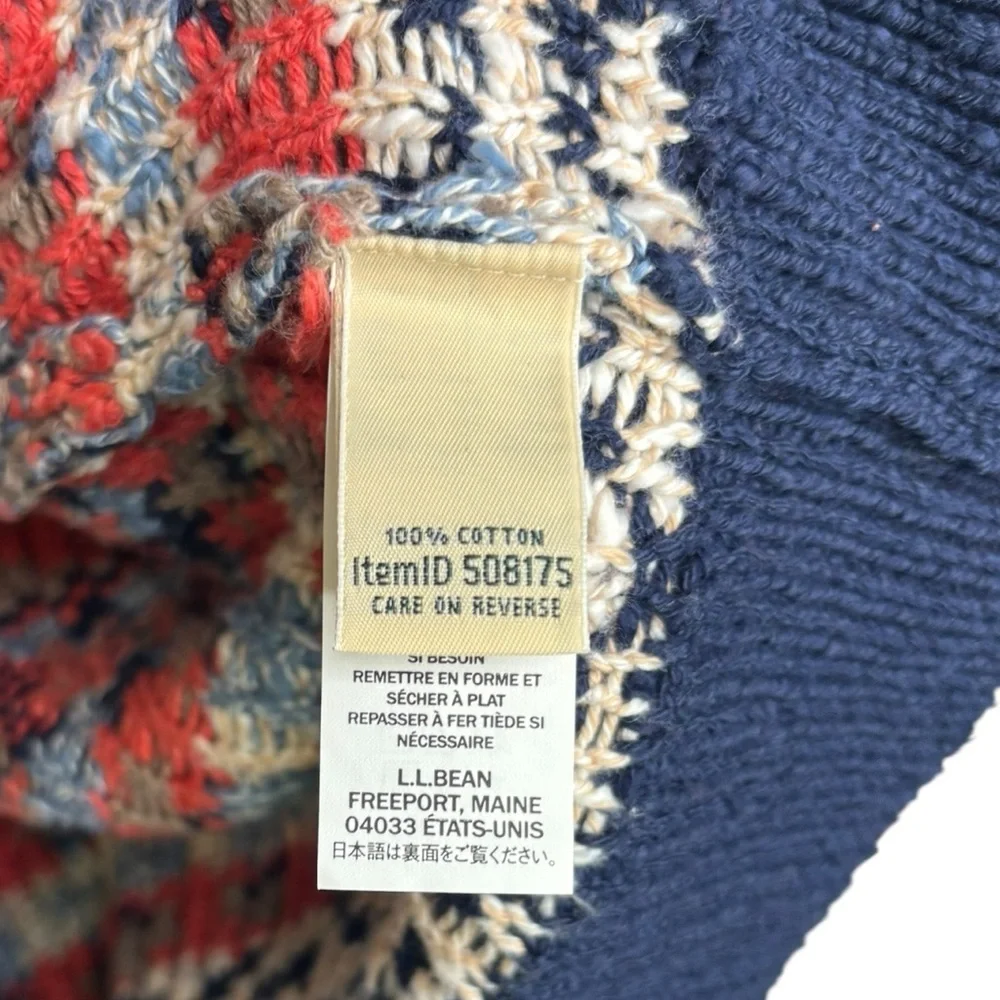 100% COTTON
ItemID 508175
CARE ON REVERSE
SI BESOIN
REMETTRE EN FORME ET
SÉCHER À PLAT
REPASSER À FER TIÈDE SI
NÉCESSAIRE
L.L.BEAN
FREEPORT, MAINE
04033 ÉTATS-UNIS
日本語は裏面をご覧ください。